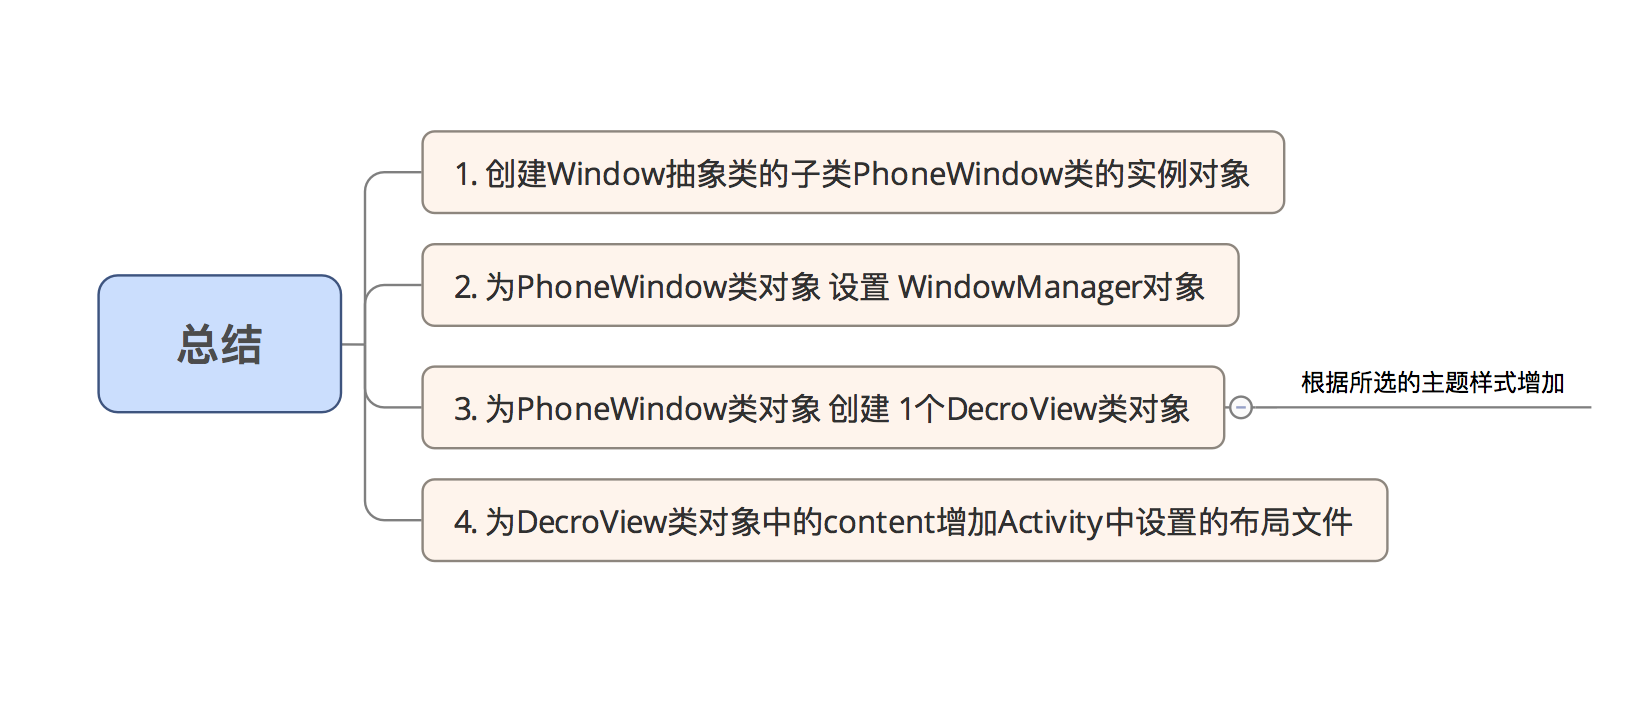 总结
1. 创建Window抽象类的子类PhoneWindow类的实例对象
2. 为PhoneWindow类对象 设置 WindowManager对象
3. 为PhoneWindow类对象 创建 1个DecroView类对象
根据所选的主题样式增加
4. 为DecroView类对象中的content增加Activity中设置的布局文件